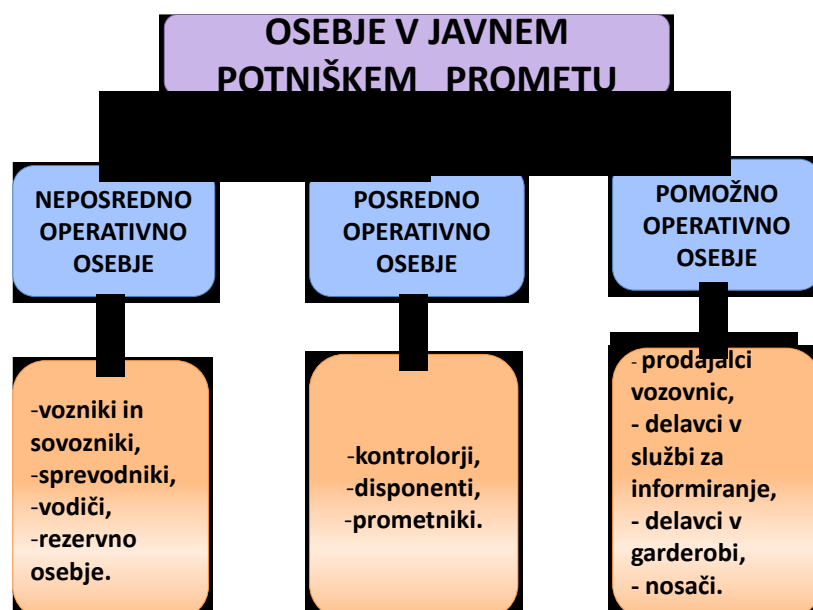 OSEBJE V JAVNEM
POTNIŠKEM PROMETU
NEPOSREDNO
OPERATIVNO
OSEBJE
POSREDNO
OPERATIVNO
OSEBJE
POMOŽNO
OPERATIVNO
OSEBJE
-vozniki in
sovozniki,
-sprevodniki,
-vodiči,
-rezervno
osebje.
-kontrolorji,
-disponenti,
-prometniki.
- prodajalci
vozovnic,
- delavci v
službi za
informiranje,
- delavci v
garderobi,
- nosači.